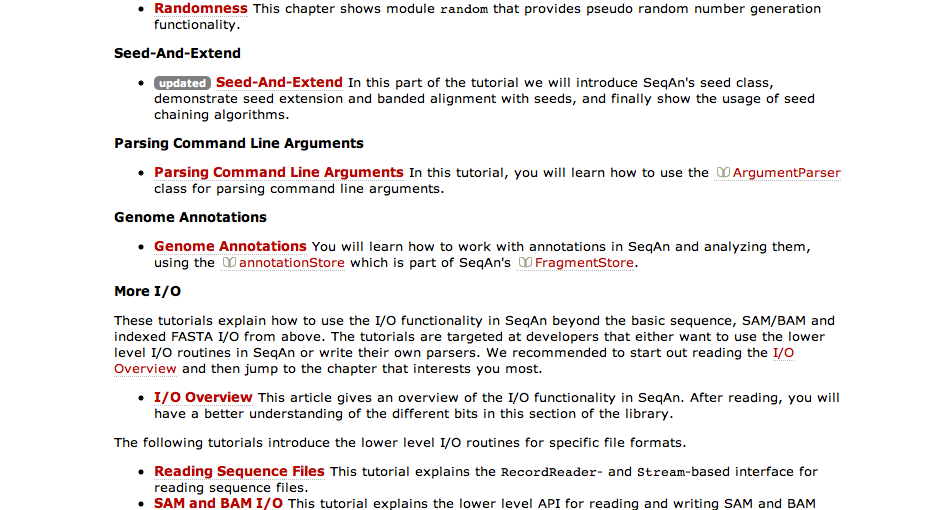 Randomness This chapter shows module random that provides pseudo random number generation
functionality.
Seed-And-Extend
updated Seed-And-Extend In this part of the tutorial we will introduce SeqAn's seed class,
demonstrate seed extension and banded alignment with seeds, and finally show the usage of seed
chaining algorithms.
Parsing Command Line Arguments
Parsing Command Line Arguments In this tutorial, you will learn how to use the ArgumentParser
class for parsing command line arguments.
Genome Annotations
Genome Annotations You will learn how to work with annotations in SeqAn and analyzing them,
using the annotationStore which is part of SeqAn's FragmentStore.
More I/O
These tutorials explain how to use the I/O functionality in SeqAn beyond the basic sequence, SAM/BAM and
indexed FASTA I/O from above. The tutorials are targeted at developers that either want to use the lower
level I/O routines in SeqAn or write their own parsers. We recommended to start out reading the I/O
Overview and then jump to the chapter that interests you most.
I/O Overview This article gives an overview of the I/O functionality in SeqAn. After reading, you will
have a better understanding of the different bits in this section of the library.
The following tutorials introduce the lower level I/O routines for specific file formats.
Reading Sequence Files This tutorial explains the RecordReader- and Stream-based interface for
reading sequence files.
SAM and BAM I/O This tutorial explains the lower level API for reading and writing SAM and BAM